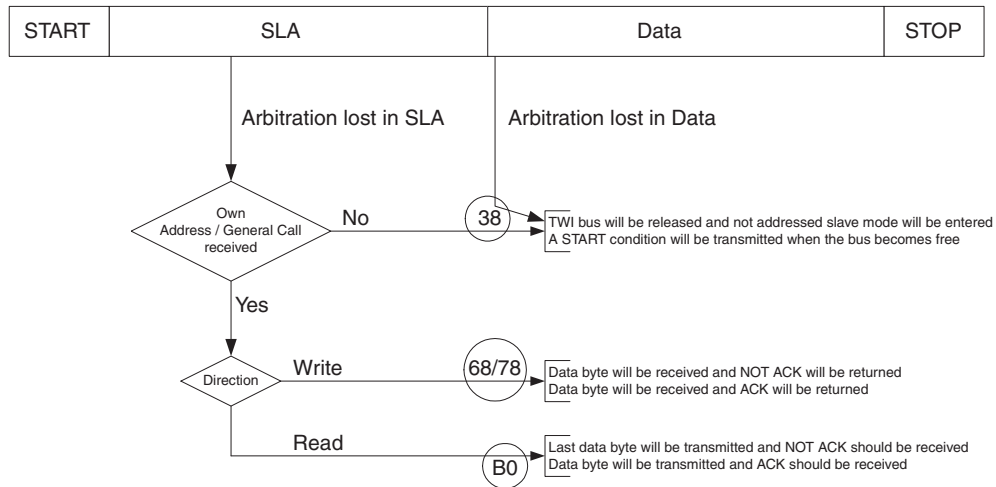 START SLA Data STOP
Arbitration lost in SLA Arbitration lost in Data
Own
Address / General Call
received
No
38
TWI bus will be released and not addressed slave mode will be entered
A START condition will be transmitted when the bus becomes free
Yes
Direction
Write
68/78
Data byte will be received and NOT ACK will be returned
Data byte will be received and ACK will be returned
Read
B0
Last data byte will be transmitted and NOT ACK should be received
Data byte will be transmitted and ACK should be received